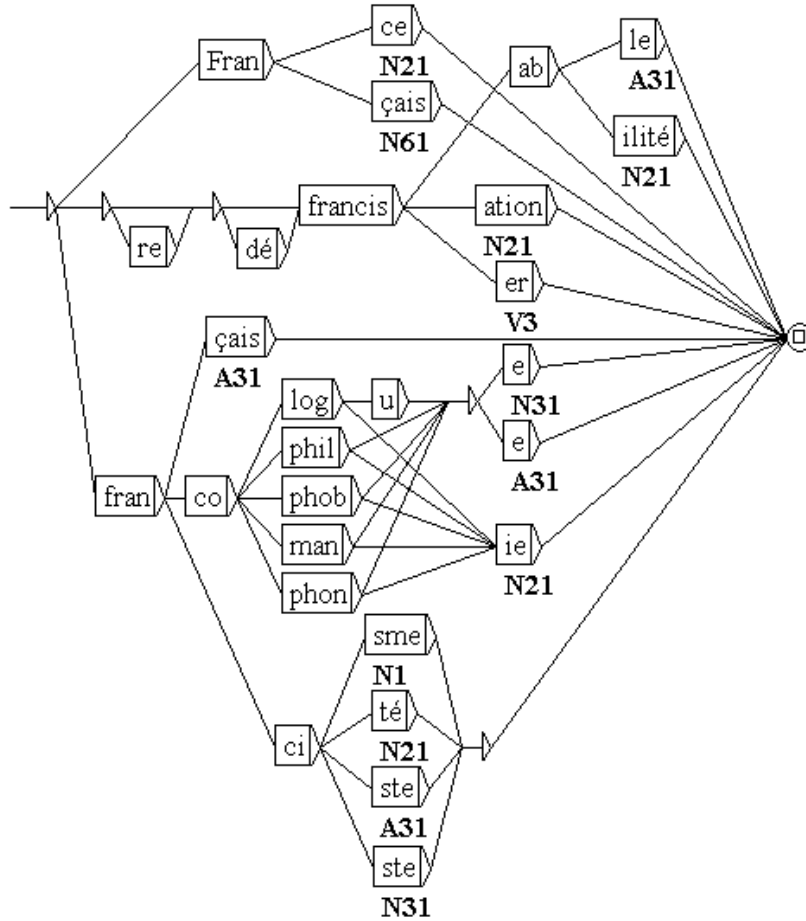 ce
ab
le
Fran
N21
A31
çais
ilité
N61
N21
francis
ation
re
dé
N21
er
V3
çais
A31
e
log
u
N31
phil
e
A31
fran
co
phob
man
ie
phon
N21
sme
N1
ci
té
N21
ste
A31
ste
N31